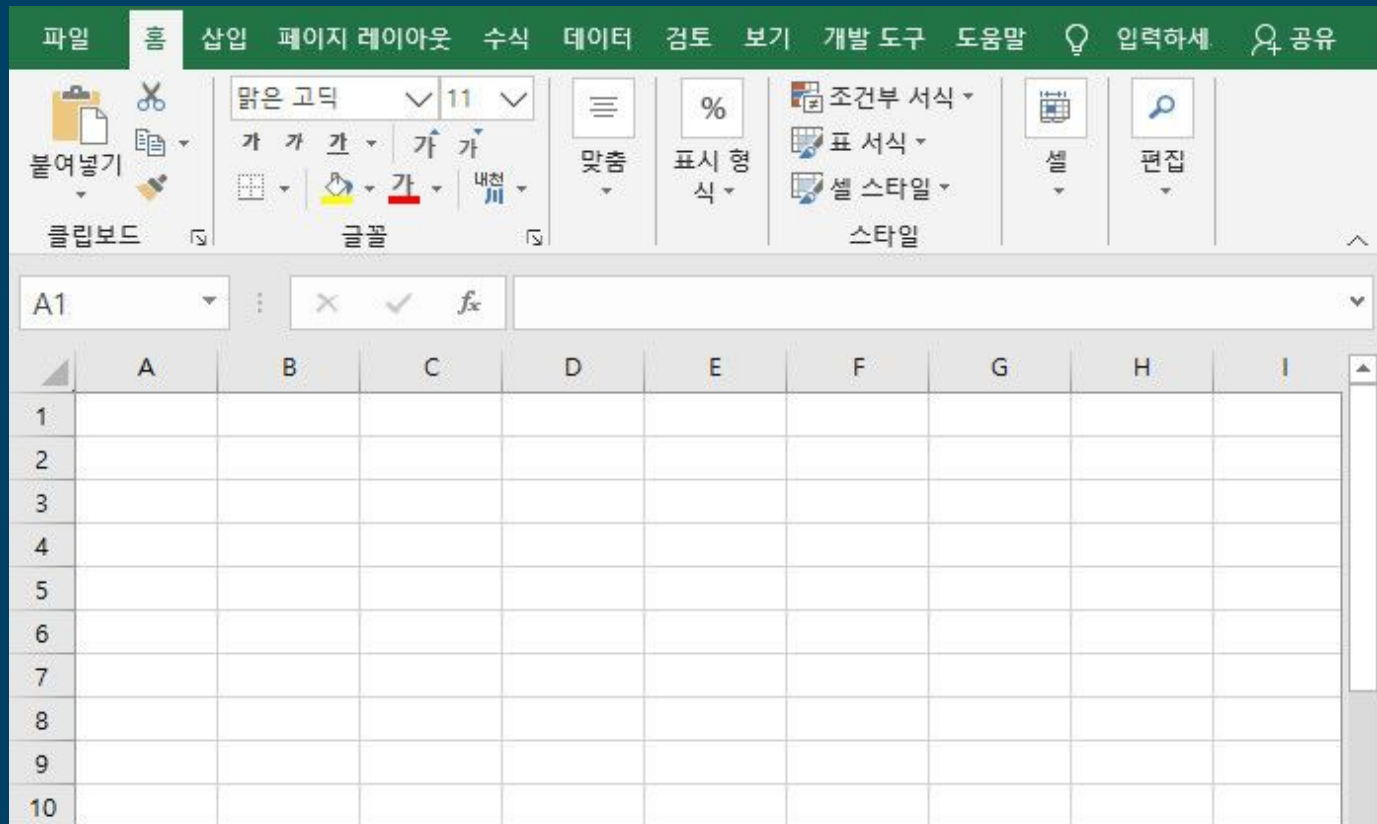 파일 홈 삽입 페이지 레이아웃 수식 데이터 검토 보기 개발 도구 도움말 입력하세 공유
붙여넣기
클립보드
맑은 고딕 11
가 가 가 가 가
가 내천 川
글꼴
맞춤
%
표시 형
식
조건부 서식
표 서식
셀 스타일
스타일
셀
편집
A1 fx
A B C D E F G H I
1
2
3
4
5
6
7
8
9
10